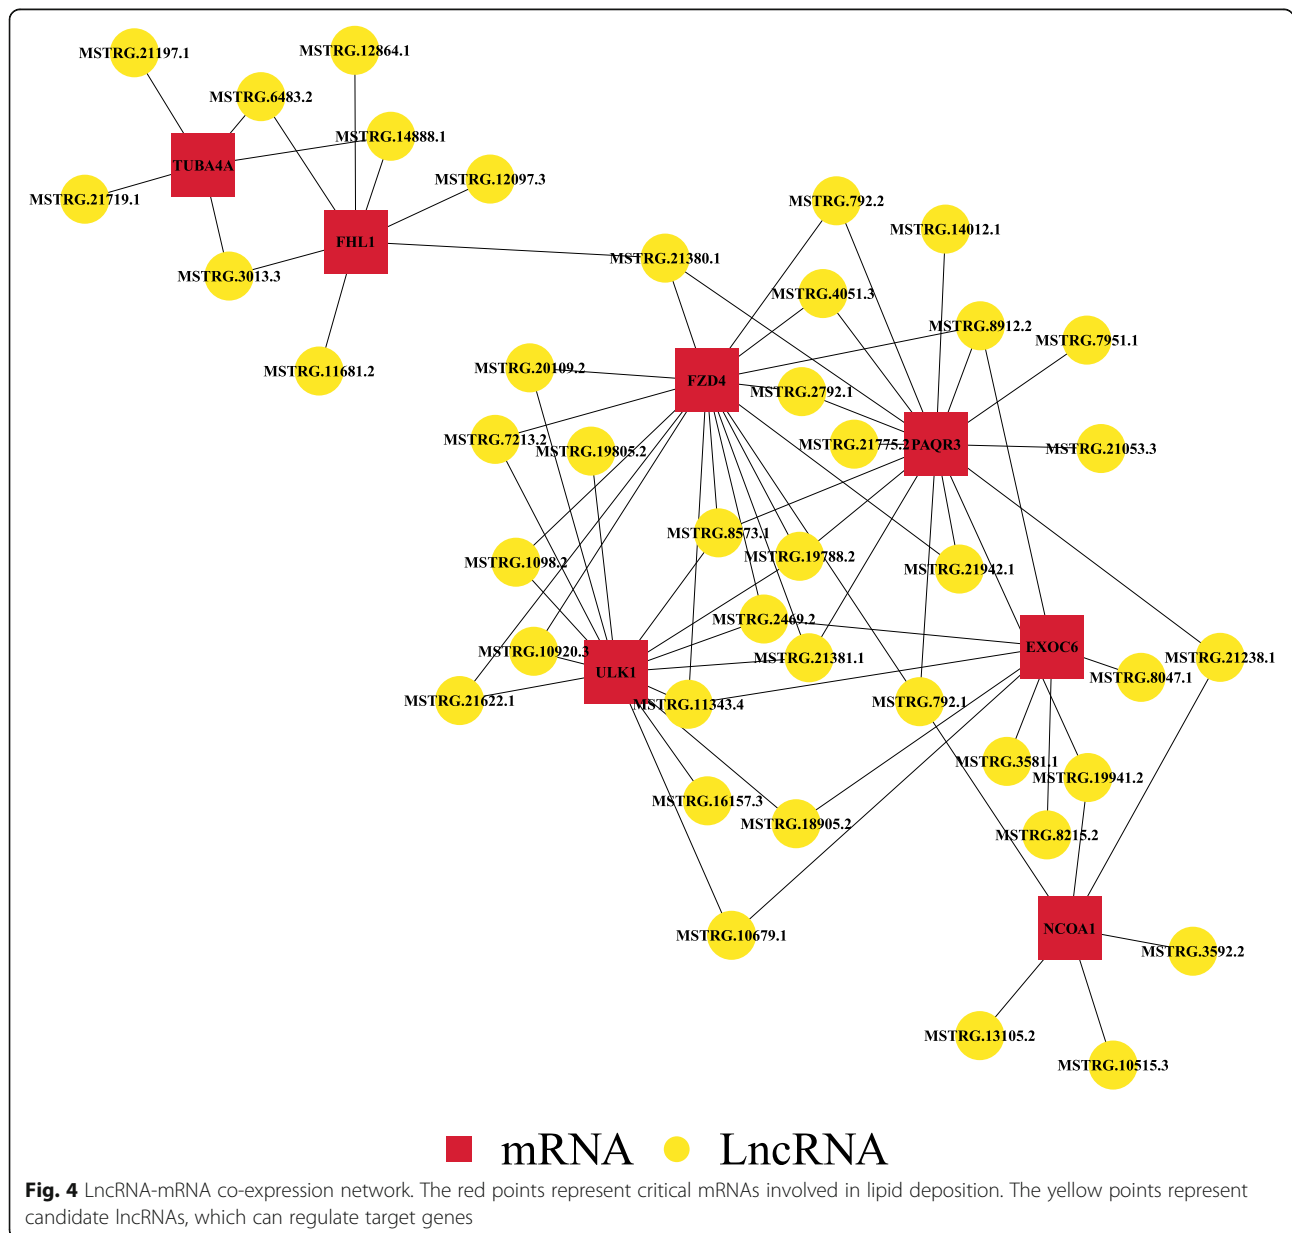 MSTRG.12864.1
MSTRG.21197.1
MSTRG.6483.2
MSTRG.14888.1
TUBA4A
MSTRG.12097.3
MSTRG.21719.1
MSTRG.792.2
MSTRG.14012.1
FHL1
MSTRG.21380.1
MSTRG.3013.3
MSTRG.4051.3
MSTRG.8912.2
MSTRG.7951.1
MSTRG.11681.2
MSTRG.20109.2
FZD4
MSTRG.2792.1
MSTRG.7213.2
MSTRG.19805.2
MSTRG.21775.2
PAQR3
MSTRG.21053.3
MSTRG.8573.1
MSTRG.19788.2
MSTRG.1098.2
MSTRG.21942.1
MSTRG.2469.2
MSTRG.10920.3
EXOC6
MSTRG.21381.1
MSTRG.21238.1
ULK1
MSTRG.8047.1
MSTRG.21622.1
MSTRG.11343.4
MSTRG.792.1
MSTRG.3581.1
MSTRG.19941.2
MSTRG.16157.3
MSTRG.18905.2
MSTRG.8215.2
MSTRG.10679.1
NCOA1
MSTRG.3592.2
MSTRG.13105.2
MSTRG.10515.3
mRNA LncRNA
Fig. 4 LncRNA-mRNA co-expression network. The red points represent critical mRNAs involved in lipid deposition. The yellow points represent
candidate lncRNAs, which can regulate target genes